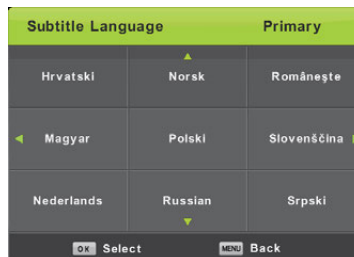 Subtitle Language Primary
Hrvatski Norsk Româneşte
Magyar Polski Slovenščina
Nederlands Russian Srpski
OK Select MENU Back